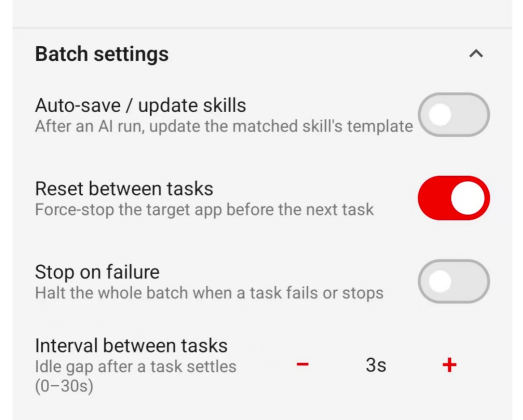 Batch settings
Auto-save / update skills
After an AI run, update the matched skill's template
Reset between tasks
Force-stop the target app before the next task
Stop on failure
Halt the whole batch when a task fails or stops
Interval between tasks
Idle gap after a task settles
(0–30s)
− 3s +